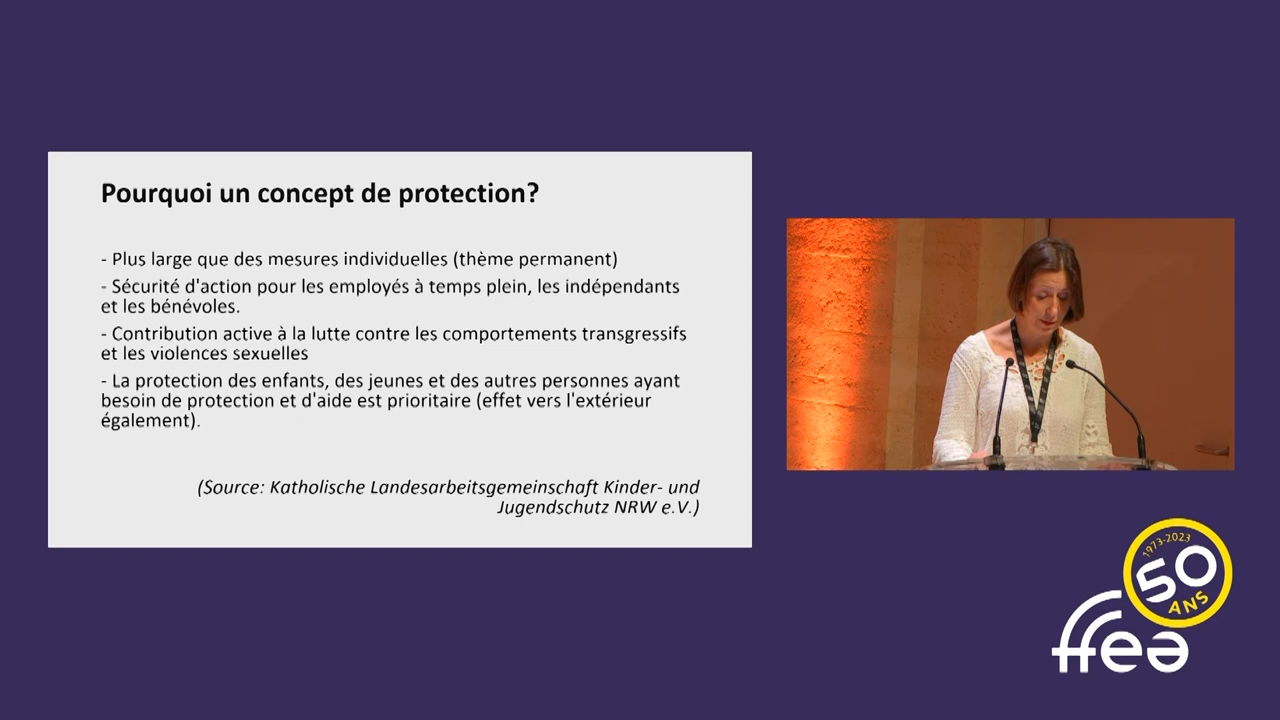 Pourquoi un concept de protection?
- Plus large que des mesures individuelles (thème permanent)
- Sécurité d'action pour les employés à temps plein, les indépendants
et les bénévoles.
- Contribution active à la lutte contre les comportements transgressifs
et les violences sexuelles
- La protection des enfants, des jeunes et des autres personnes ayant
besoin de protection et d'aide est prioritaire (effet vers l'extérieur
également).
(Source: Katholische Landesarbeitsgemeinschaft Kinder- und
Jugendschutz NRW e.V.)
1973-2023
50
ANS
ffea